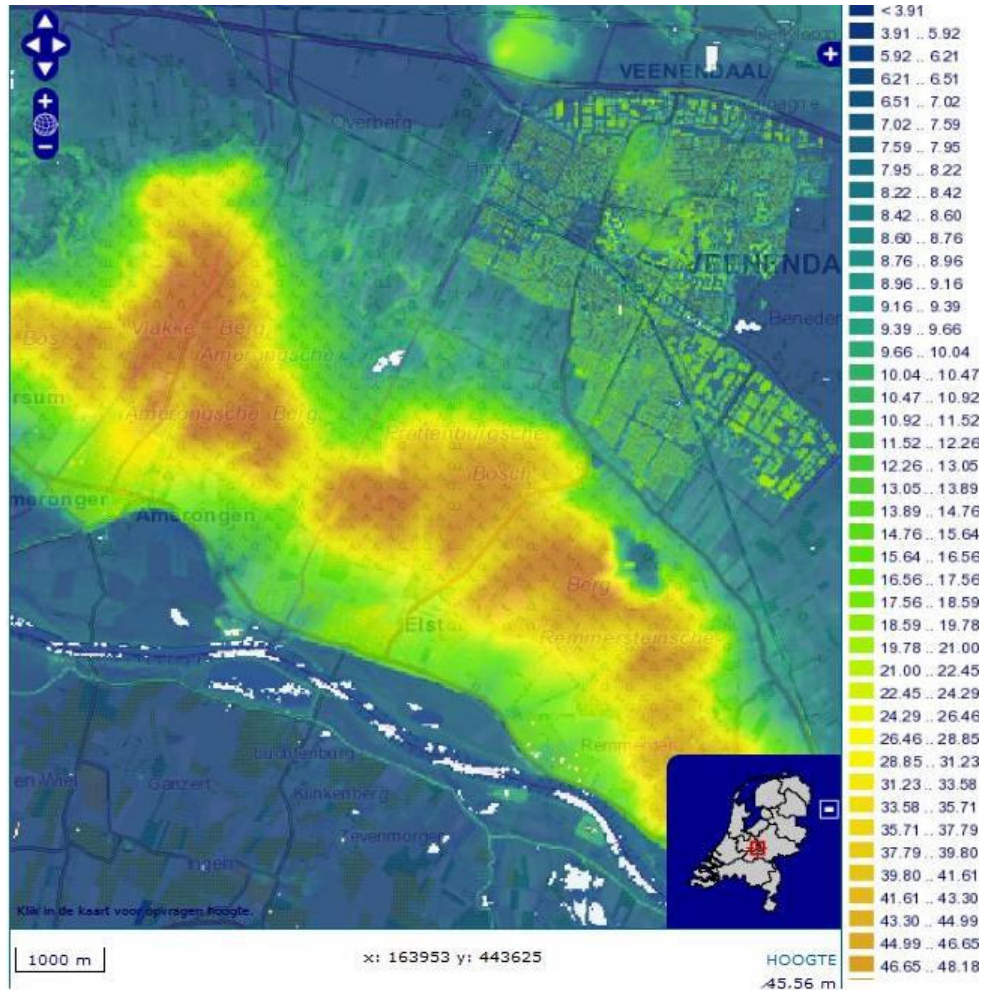 VEENENDAAL
Overberg
VEENENDA
Beneder
Bos
Vlakke Berg
Amerongsche
Amerongsche Berg
rsum
Prattenburgsche
Bosch
meronger
Amerongen
Berg
Elst
Remmersteinsche
Remmerden
Luchtenburg
en-Wiel
Ganzert
Klinkenberg
Zevenmorgen
Ingen
Klik in de kaart voor opvragen hoogte.
1000 m
x: 163953 y: 443625
HOOGTE
45.56 m
< 3.91
3.91 .. 5.92
5.92 .. 6.21
6.21 .. 6.51
6.51 .. 7.02
7.02 .. 7.59
7.59 .. 7.95
7.95 .. 8.22
8.22 .. 8.42
8.42 .. 8.60
8.60 .. 8.76
8.76 .. 8.96
8.96 .. 9.16
9.16 .. 9.39
9.39 .. 9.66
9.66 .. 10.04
10.04 .. 10.47
10.47 .. 10.92
10.92 .. 11.52
11.52 .. 12.26
12.26 .. 13.05
13.05 .. 13.89
13.89 .. 14.76
14.76 .. 15.64
15.64 .. 16.56
16.56 .. 17.56
17.56 .. 18.59
18.59 .. 19.78
19.78 .. 21.00
21.00 .. 22.45
22.45 .. 24.29
24.29 .. 26.46
26.46 .. 28.85
28.85 .. 31.23
31.23 .. 33.58
33.58 .. 35.71
35.71 .. 37.79
37.79 .. 39.80
39.80 .. 41.61
41.61 .. 43.30
43.30 .. 44.99
44.99 .. 46.65
46.65 .. 48.18